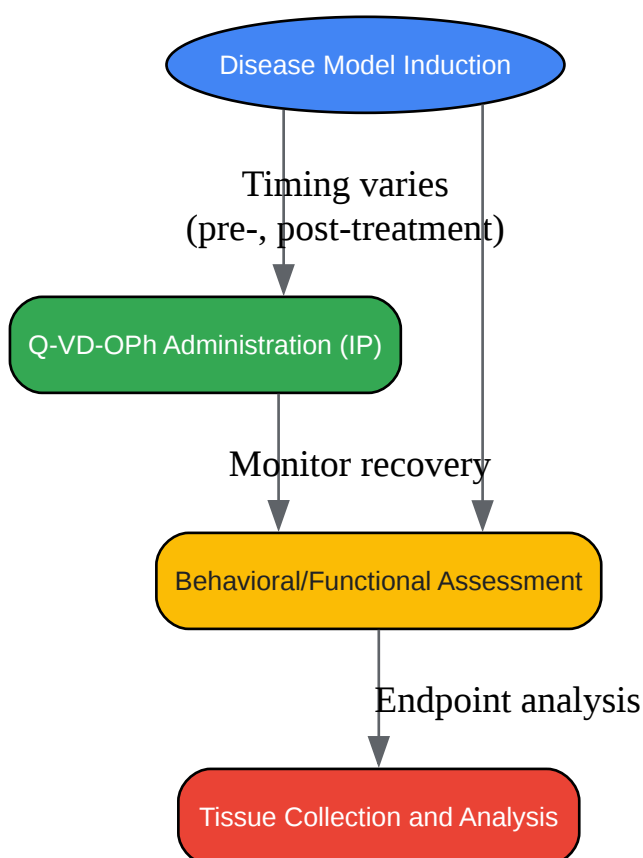 Disease Model Induction
Timing varies
(pre-, post-treatment)
Q-VD-OPh Administration (IP)
Monitor recovery
Behavioral/Functional Assessment
Endpoint analysis
Tissue Collection and Analysis